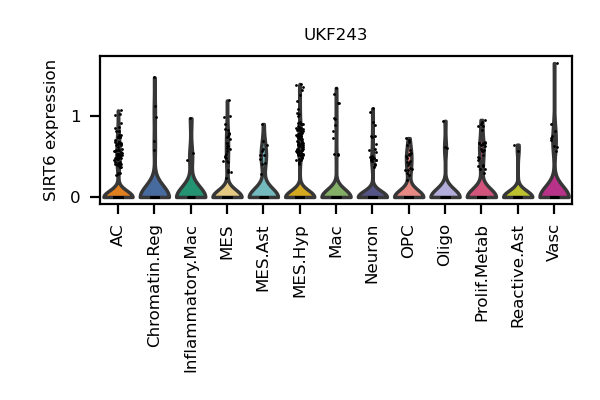 UKF243
SIRT6 expression
1
0
AC
Chromatin.Reg
Inflammatory.Mac
MES
MES.Ast
MES.Hyp
Mac
Neuron
OPC
Oligo
Prolif.Metab
Reactive.Ast
Vasc